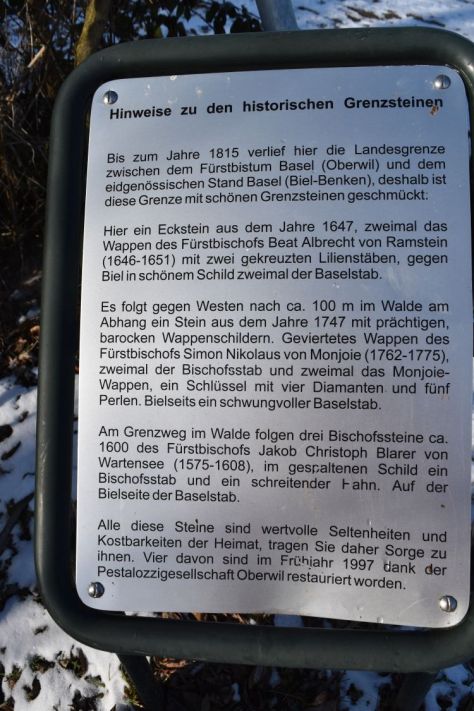 Hinweise zu den historischen Grenzsteinen
Bis zum Jahre 1815 verlief hier die Landesgrenze
zwischen dem Fürstbistum Basel (Oberwil) und dem
eidgenössischen Stand Basel (Biel-Benken), deshalb ist
diese Grenze mit schönen Grenzsteinen geschmückt:
Hier ein Eckstein aus dem Jahre 1647, zweimal das
Wappen des Fürstbischofs Beat Albrecht von Ramstein
(1646-1651) mit zwei gekreuzten Lilienstäben, gegen
Biel in schönem Schild zweimal der Baselstab.
Es folgt gegen Westen nach ca. 100 m im Walde am
Abhang ein Stein aus dem Jahre 1747 mit prächtigen,
barocken Wappenschildern. Geviertetes Wappen des
Fürstbischofs Simon Nikolaus von Monjoie (1762-1775),
zweimal der Bischofsstab und zweimal das Monjoie-
Wappen, ein Schlüssel mit vier Diamanten und fünf
Perlen. Bielseits ein schwungvoller Baselstab.
Am Grenzweg im Walde folgen drei Bischofssteine ca.
1600 des Fürstbischofs Jakob Christoph Blarer von
Wartensee (1575-1608), im gespaltenen Schild ein
Bischofsstab und ein schreitender Hahn. Auf der
Bielseite der Baselstab.
Alle diese Steine sind wertvolle Seltenheiten und
Kostbarkeiten der Heimat, tragen Sie daher Sorge zu
ihnen. Vier davon sind im Frühjahr 1997 dank der
Pestalozzigesellschaft Oberwil restauriert worden.